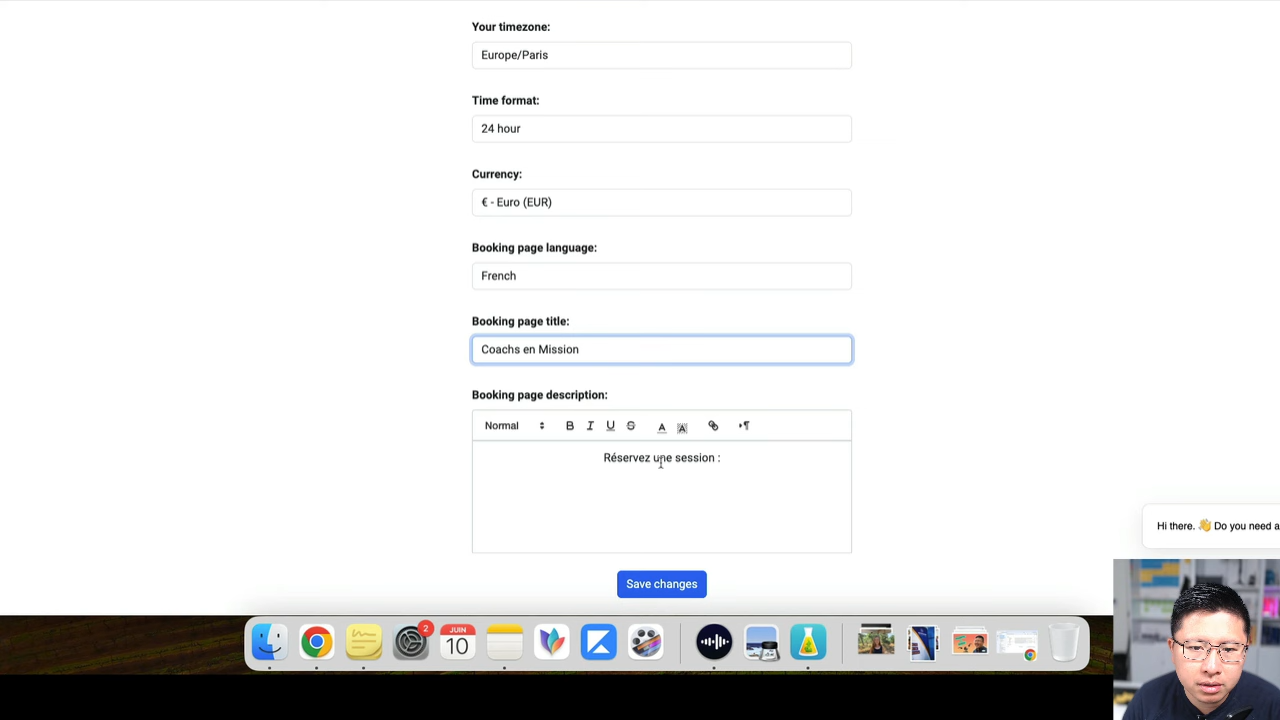 Your timezone:
Europe/Paris
Time format:
24 hour
Currency:
€ - Euro (EUR)
Booking page language:
French
Booking page title:
Coachs en Mission
Booking page description:
Normal B I U S A A
Réservez une session :
Hi there. 👋 Do you need a
Save changes
2
JUIN
10